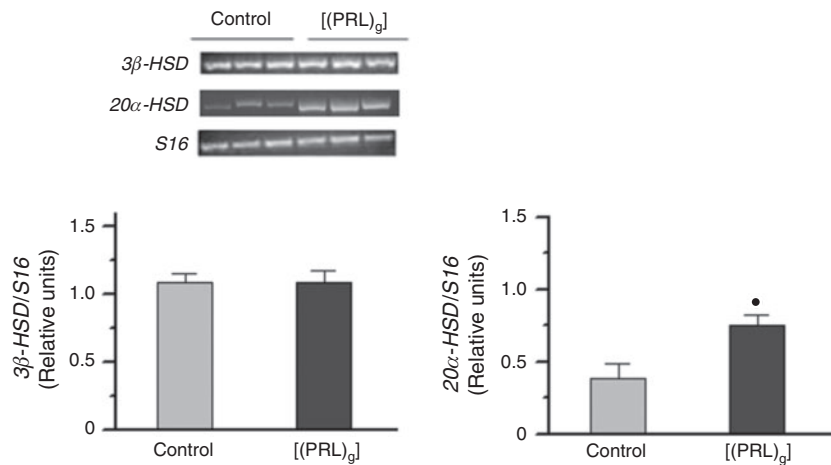 Control [(PRL)g]
3β-HSD
20α-HSD
S16
3β-HSD/S16
(Relative units)
1.5
1.0
0.5
0
Control [(PRL)g]
20α-HSD/S16
(Relative units)
1.5
1.0
0.5
0
Control [(PRL)g]